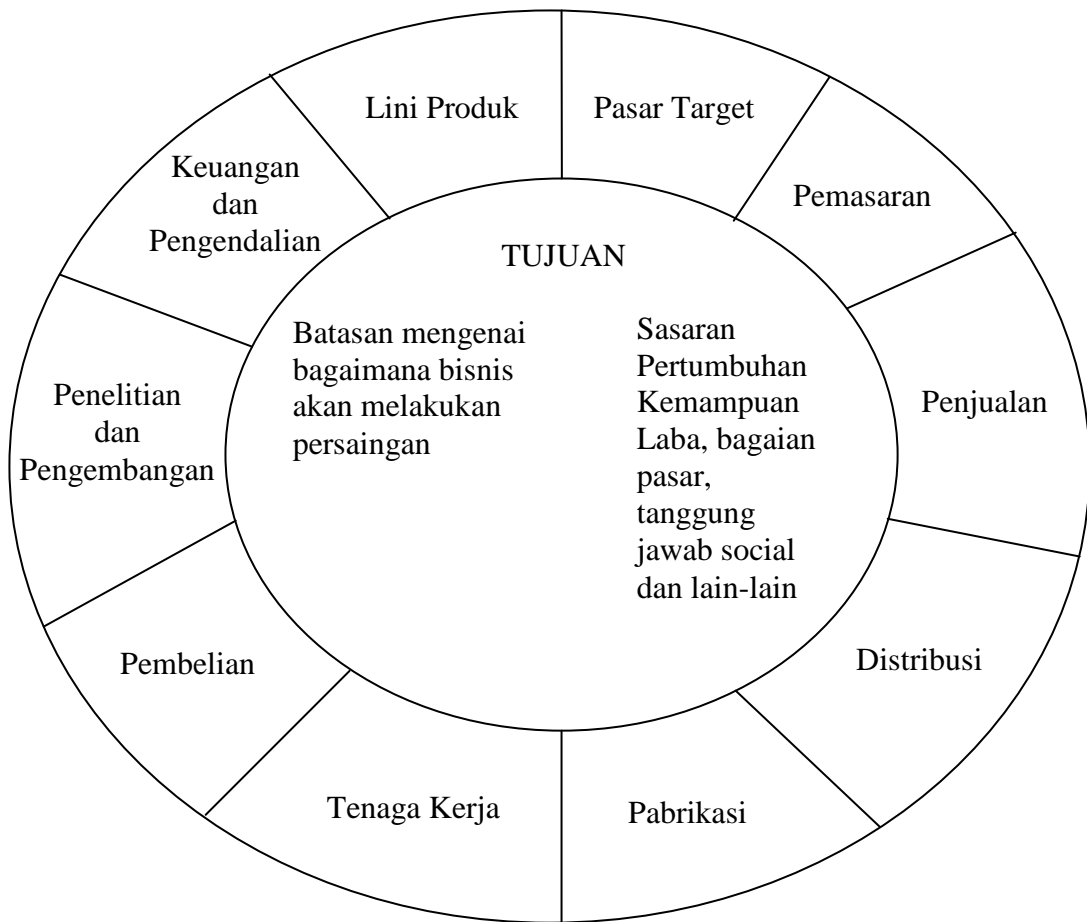 Lini Produk
Pasar Target
Pemasaran
Penjualan
Distribusi
Pabrikasi
Tenaga Kerja
Pembelian
Penelitian
dan
Pengembangan
Keuangan
dan
Pengendalian
TUJUAN
Batasan mengenai
bagaimana bisnis
akan melakukan
persaingan
Sasaran
Pertumbuhan
Kemampuan
Laba, bagaian
pasar,
tanggung
jawab social
dan lain-lain